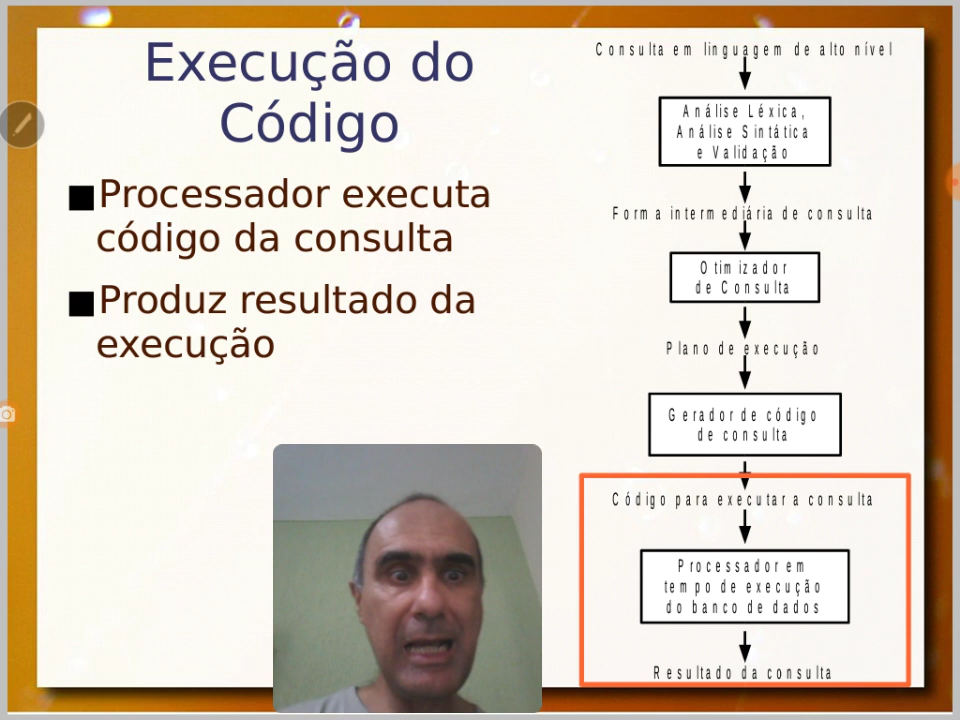 Execução do
Código
Processador executa
código da consulta
Produz resultado da
execução
Consulta em linguagem de alto nível
Análise Léxica,
Análise Sintática
e Validação
Forma intermediária de consulta
Otimizador
de Consulta
Plano de execução
Gerador de código
de consulta
Código para executar a consulta
Processador em
tempo de execução
do banco de dados
Resultado da consulta